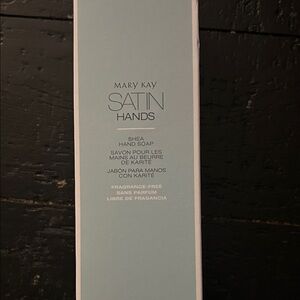 MARY KAY
SATIN
HANDS
SHEA
HAND SOAP
SAVON POUR LES
MAINS AU BEURRE
DE KARITÉ
JABÓN PARA MANOS
CON KARITÉ
FRAGRANCE-FREE
SANS PARFUM
LIBRE DE FRAGANCIA